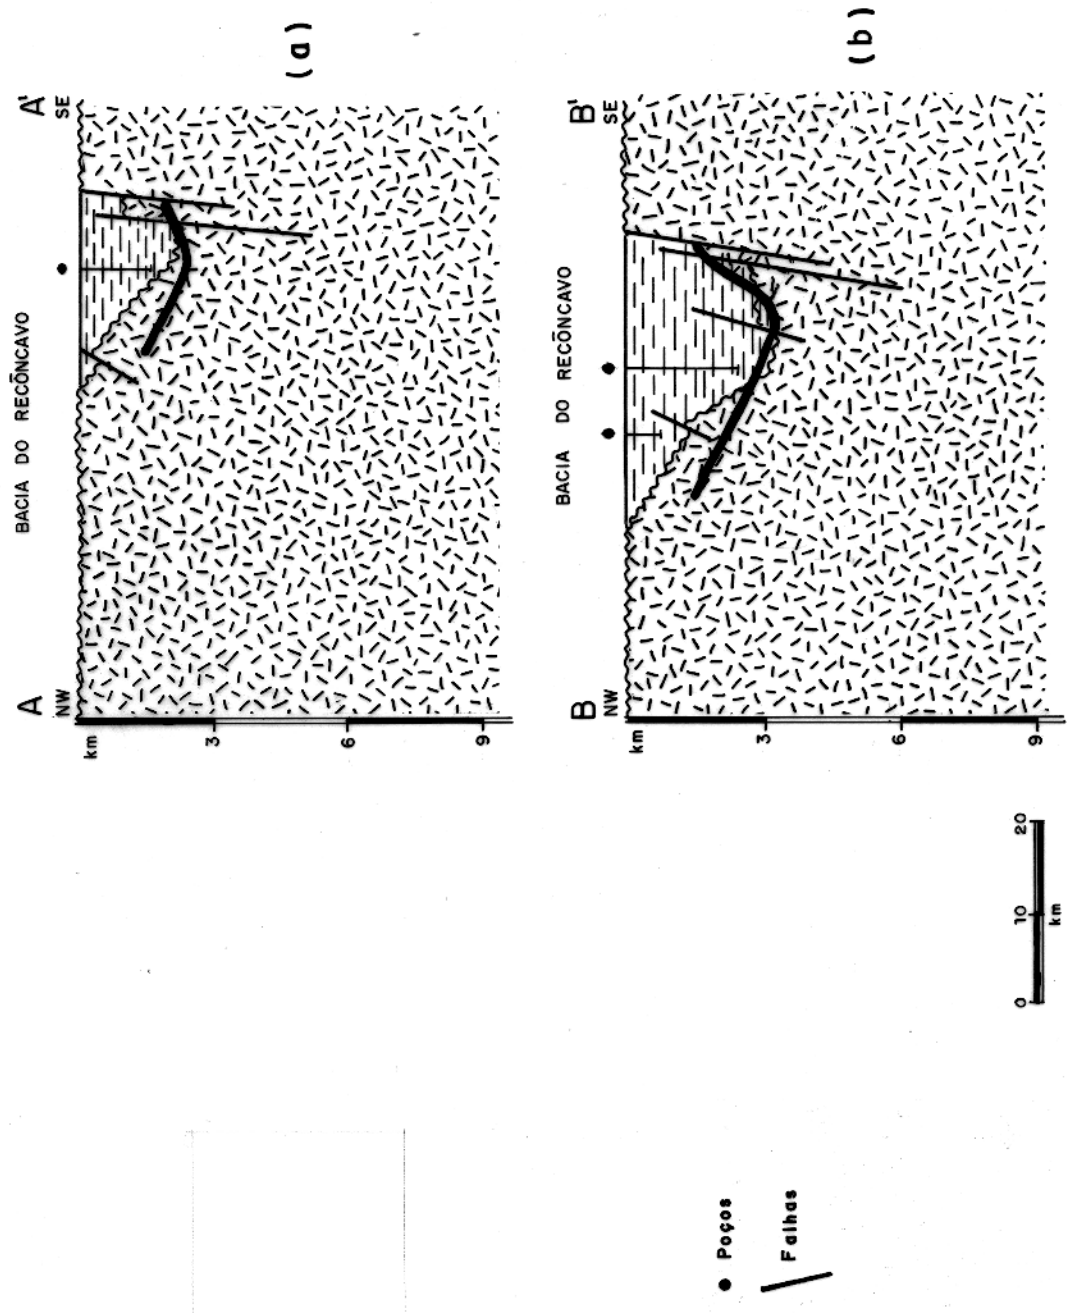 BACIA DO RECÔNCAVO
A A'
NW SE
km
3
6
9
(a)
BACIA DO RECÔNCAVO
B B'
NW SE
km
3
6
9
(b)
Poços
Falhas
0 10 20
km